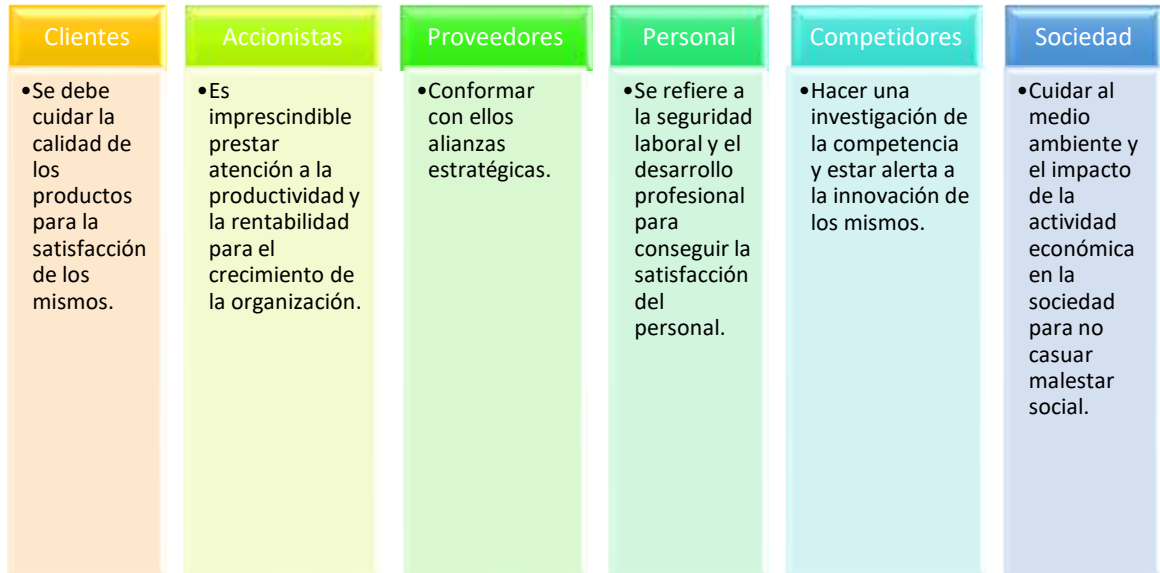 Clientes
•Se debe
cuidar la
calidad de
los
productos
para la
satisfacción
de los
mismos.
Accionistas
•Es
imprescindible
prestar
atención a la
productividad y
la rentabilidad
para el
crecimiento de
la organización.
Proveedores
•Conformar
con ellos
alianzas
estratégicas.
Personal
•Se refiere a
la seguridad
laboral y el
desarrollo
profesional
para
conseguir la
satisfacción
del
personal.
Competidores
•Hacer una
investigación de
la competencia
y estar alerta a
la innovación de
los mismos.
Sociedad
•Cuidar al
medio
ambiente y
el impacto
de la
actividad
económica
en la
sociedad
para no
casuar
malestar
social.